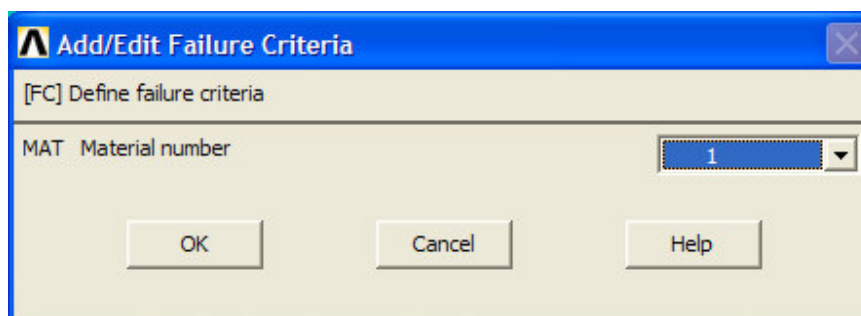 Add/Edit Failure Criteria
[FC] Define failure criteria
MAT Material number 1
OK Cancel Help